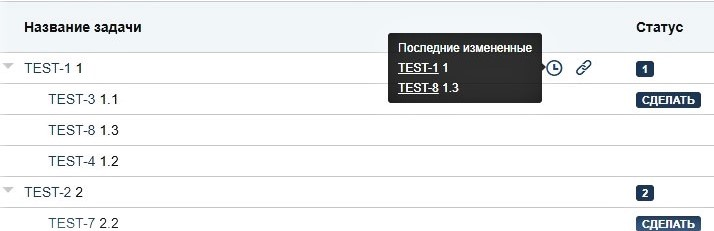 Название задачи Статус
Последние измененные
TEST-1 1
TEST-8 1.3
TEST-1 1 1
TEST-3 1.1 СДЕЛАТЬ
TEST-8 1.3
TEST-4 1.2
TEST-2 2 2
TEST-7 2.2 СДЕЛАТЬ